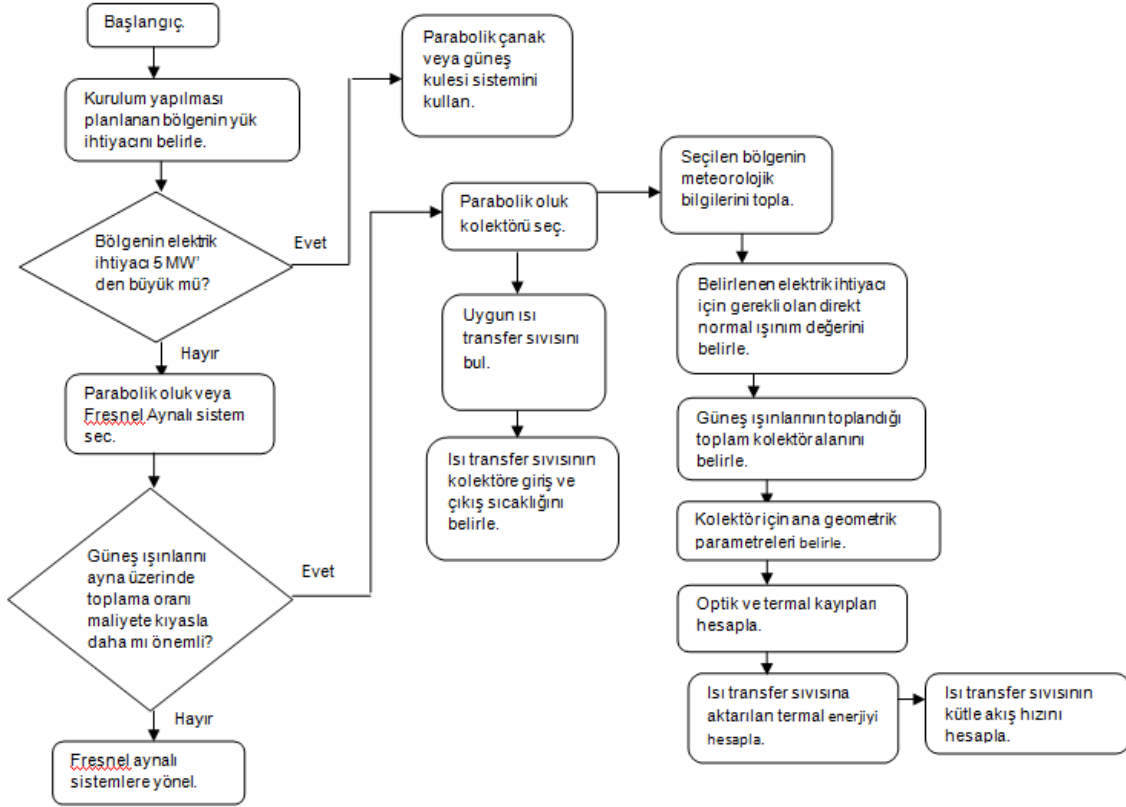 Başlangıç.
Kurulum yapılması
planlanan bölgenin yük
ihtiyacını belirle.
Bölgenin elektrik
ihtiyacı 5 MW'
den büyük mü?
Evet
Hayır
Parabolik çanak
veya güneş
kulesi sistemini
kullan.
Parabolik oluk veya
Fresnel Aynalı sistem
sec.
Güneş ışınlarını
ayna üzerinde
toplama oranı
maliyete kıyasla
daha mı önemli?
Evet
Hayır
Fresnel aynalı
sistemlere yönel.
Parabolik oluk
kolektörü seç.
Uygun ısı
transfer sıvısını
bul.
Isı transfer sıvısının
kolektöre giriş ve
çıkış sıcaklığını
belirle.
Seçilen bölgenin
meteorolojik
bilgilerini topla.
Belirlenen elektrik ihtiyacı
için gerekli olan direkt
normal ışınım değerini
belirle.
Güneş ışınlarının toplandığı
toplam kolektör alanını
belirle.
Kolektör için ana geometrik
parametreleri belirle.
Optik ve termal kayıpları
hesapla.
Isı transfer sıvısına
aktarılan termal enerjiyi
hesapla.
Isı transfer sıvısının
kütle akış hızını
hesapla.